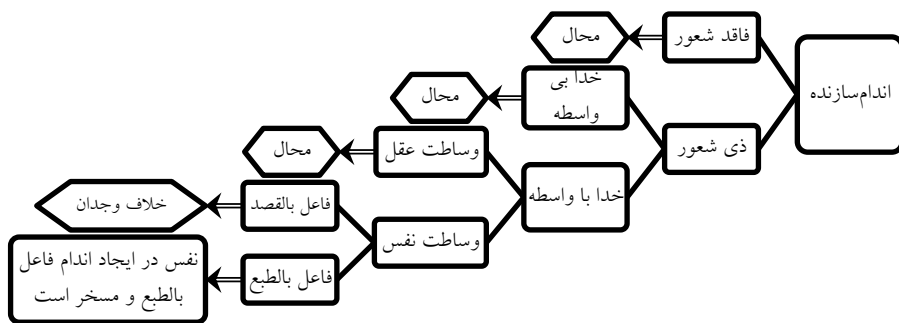 اندام‌سازنده
فاقد شعور
محال
ذی شعور
خدا بی
واسطه
محال
خدا با واسطه
وساطت عقل
محال
وساطت نفس
فاعل بالقصد
خلاف وجدان
فاعل بالطبع
نفس در ایجاد اندام فاعل
بالطبع و مسخر است